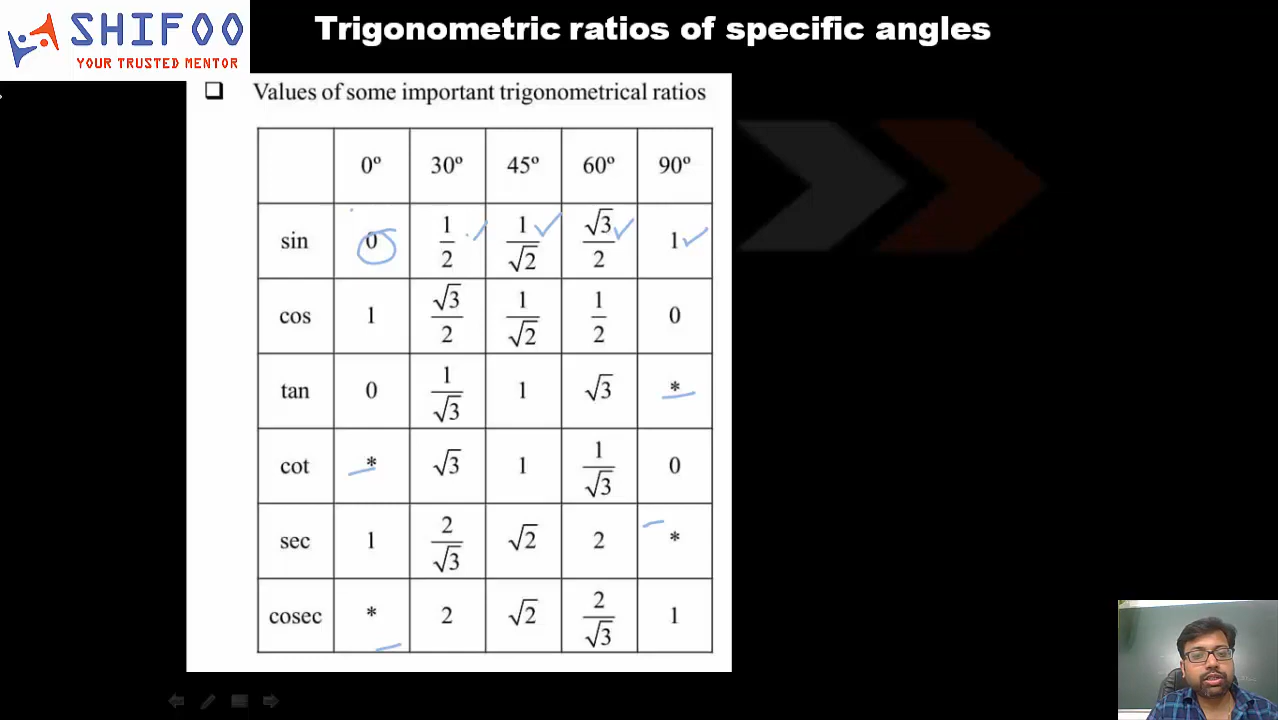 SHIFOO
YOUR TRUSTED MENTOR
Trigonometric ratios of specific angles
Values of some important trigonometrical ratios
0º 30º 45º 60º 90º
sin 0 1/2 1/√2 √3/2 1
cos 1 √3/2 1/√2 1/2 0
tan 0 1/√3 1 √3 *
cot * √3 1 1/√3 0
sec 1 2/√3 √2 2 *
cosec * 2 √2 2/√3 1